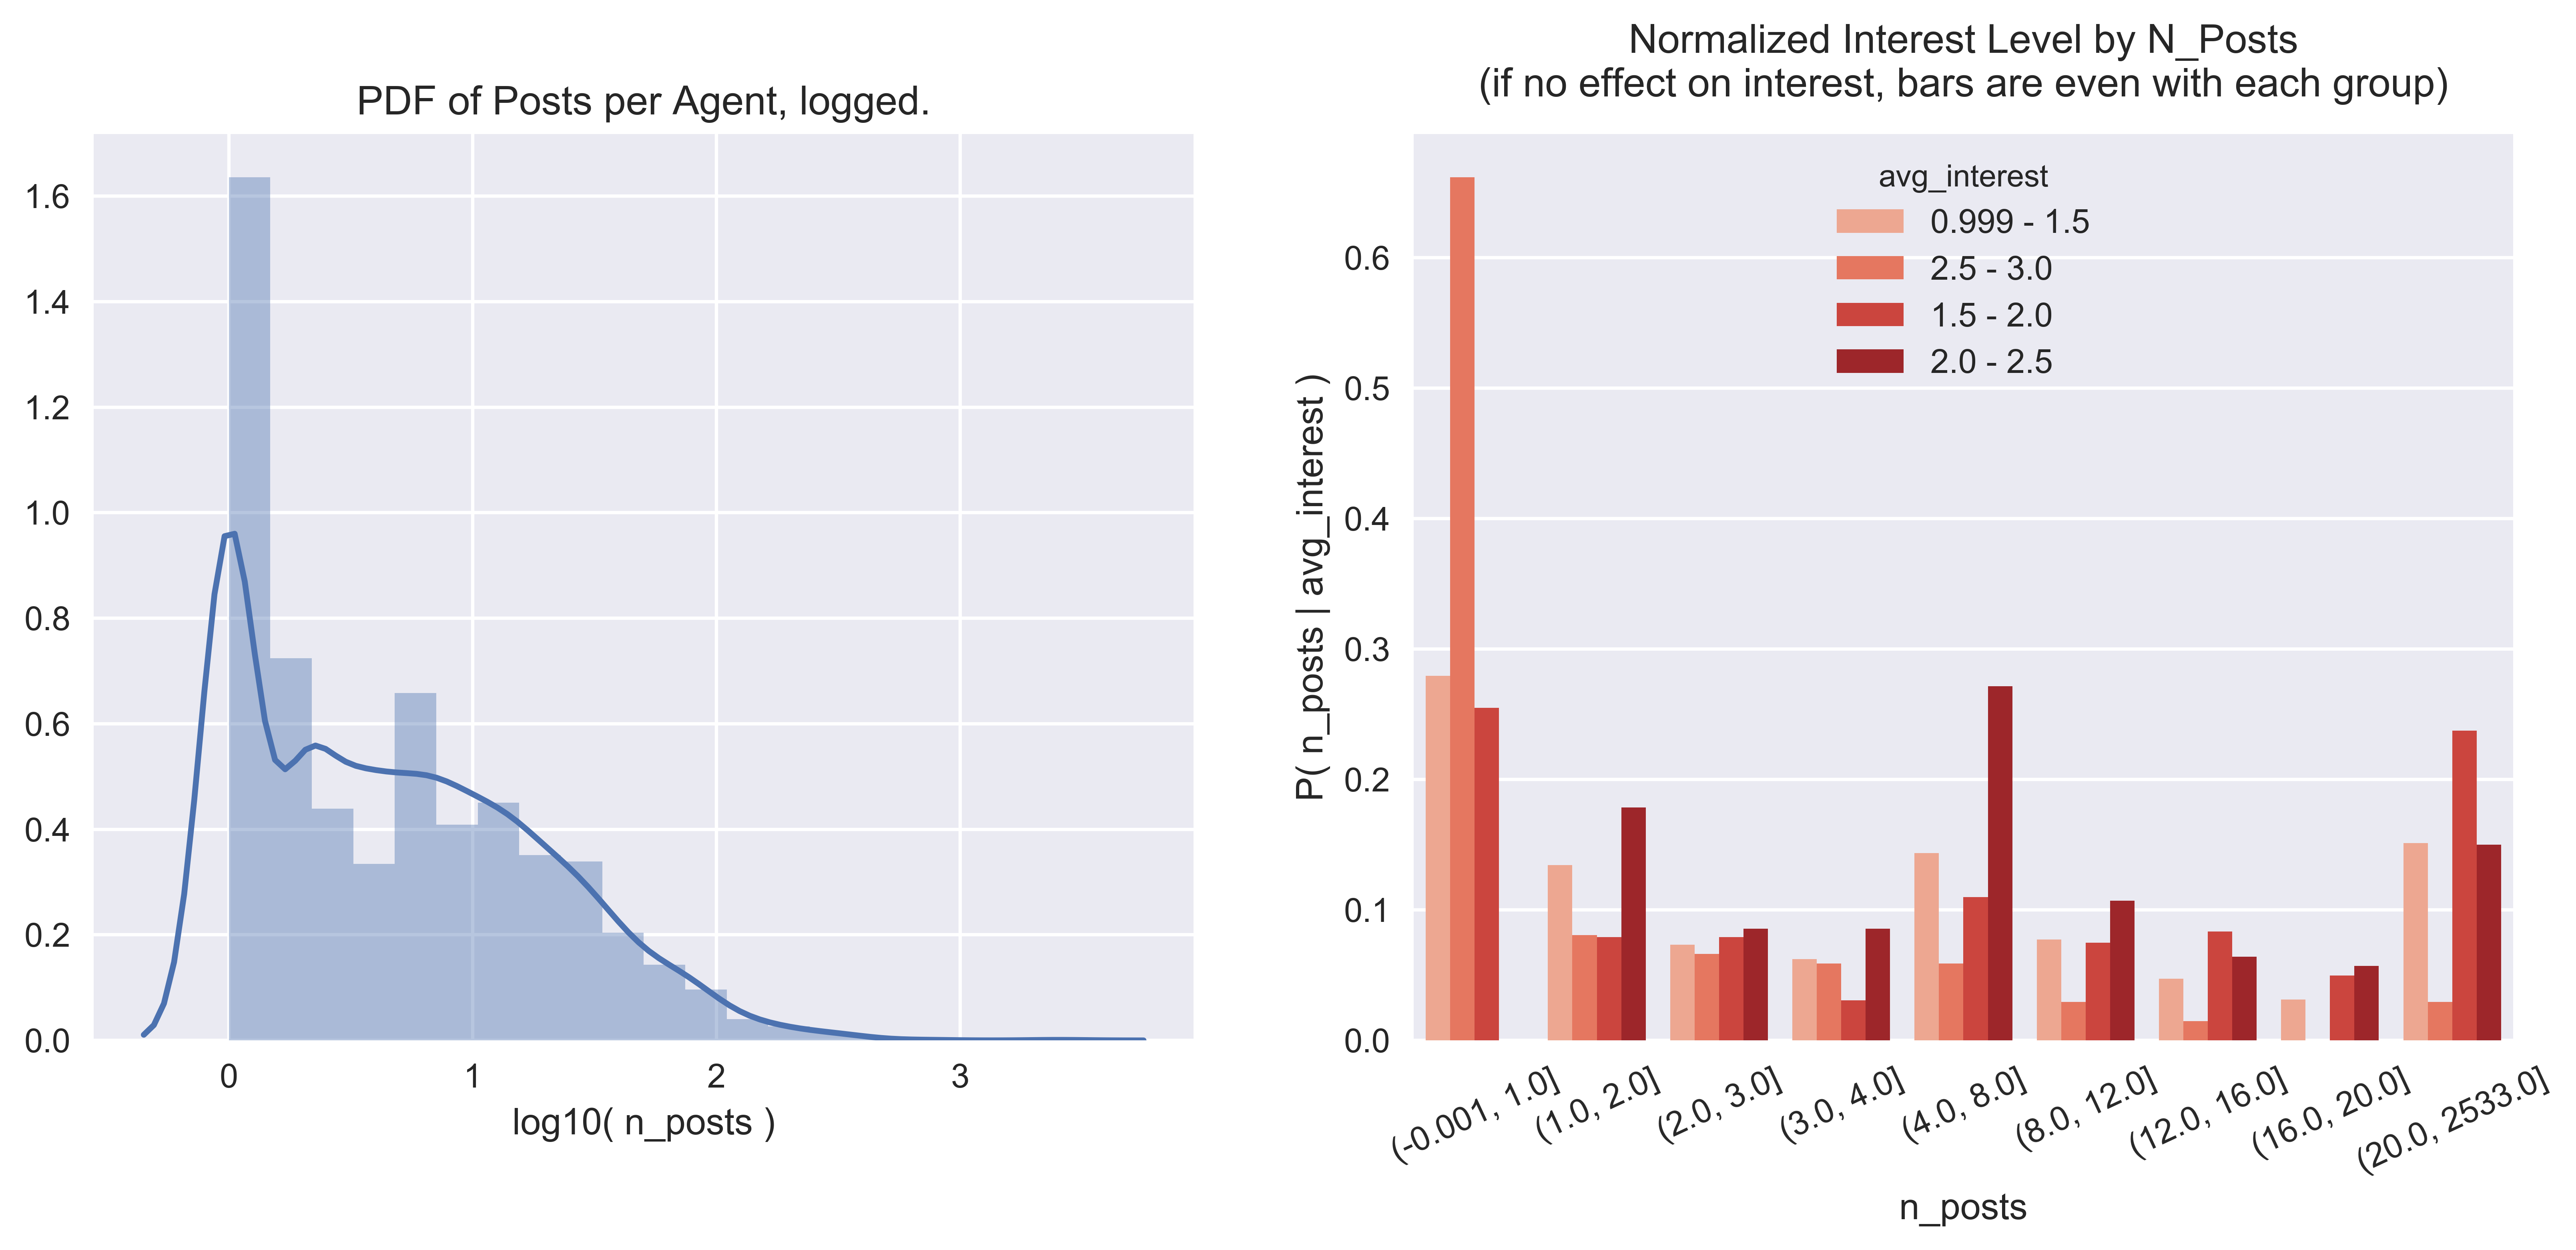 PDF of Posts per Agent, logged.
1.6
1.4
1.2
1.0
0.8
0.6
0.4
0.2
0.0
0
1
2
3
log10( n_posts )
Normalized Interest Level by N_Posts
(if no effect on interest, bars are even with each group)
P( n_posts | avg_interest )
0.6
0.5
0.4
0.3
0.2
0.1
0.0
avg_interest
0.999 - 1.5
2.5 - 3.0
1.5 - 2.0
2.0 - 2.5
(-0.001, 1.0]
(1.0, 2.0]
(2.0, 3.0]
(3.0, 4.0]
(4.0, 8.0]
(8.0, 12.0]
(12.0, 16.0]
(16.0, 20.0]
(20.0, 2533.0]
n_posts